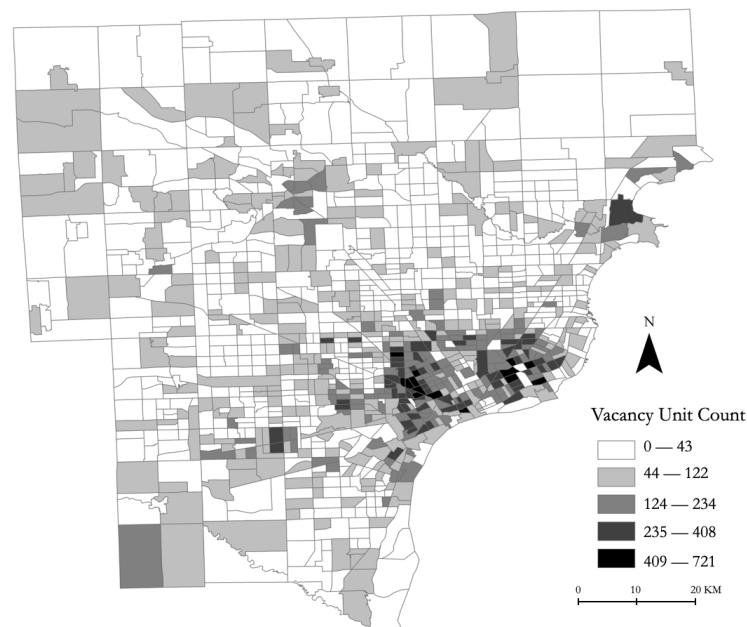 N
Vacancy Unit Count
0 — 43
44 — 122
124 — 234
235 — 408
409 — 721
0 10 20 KM